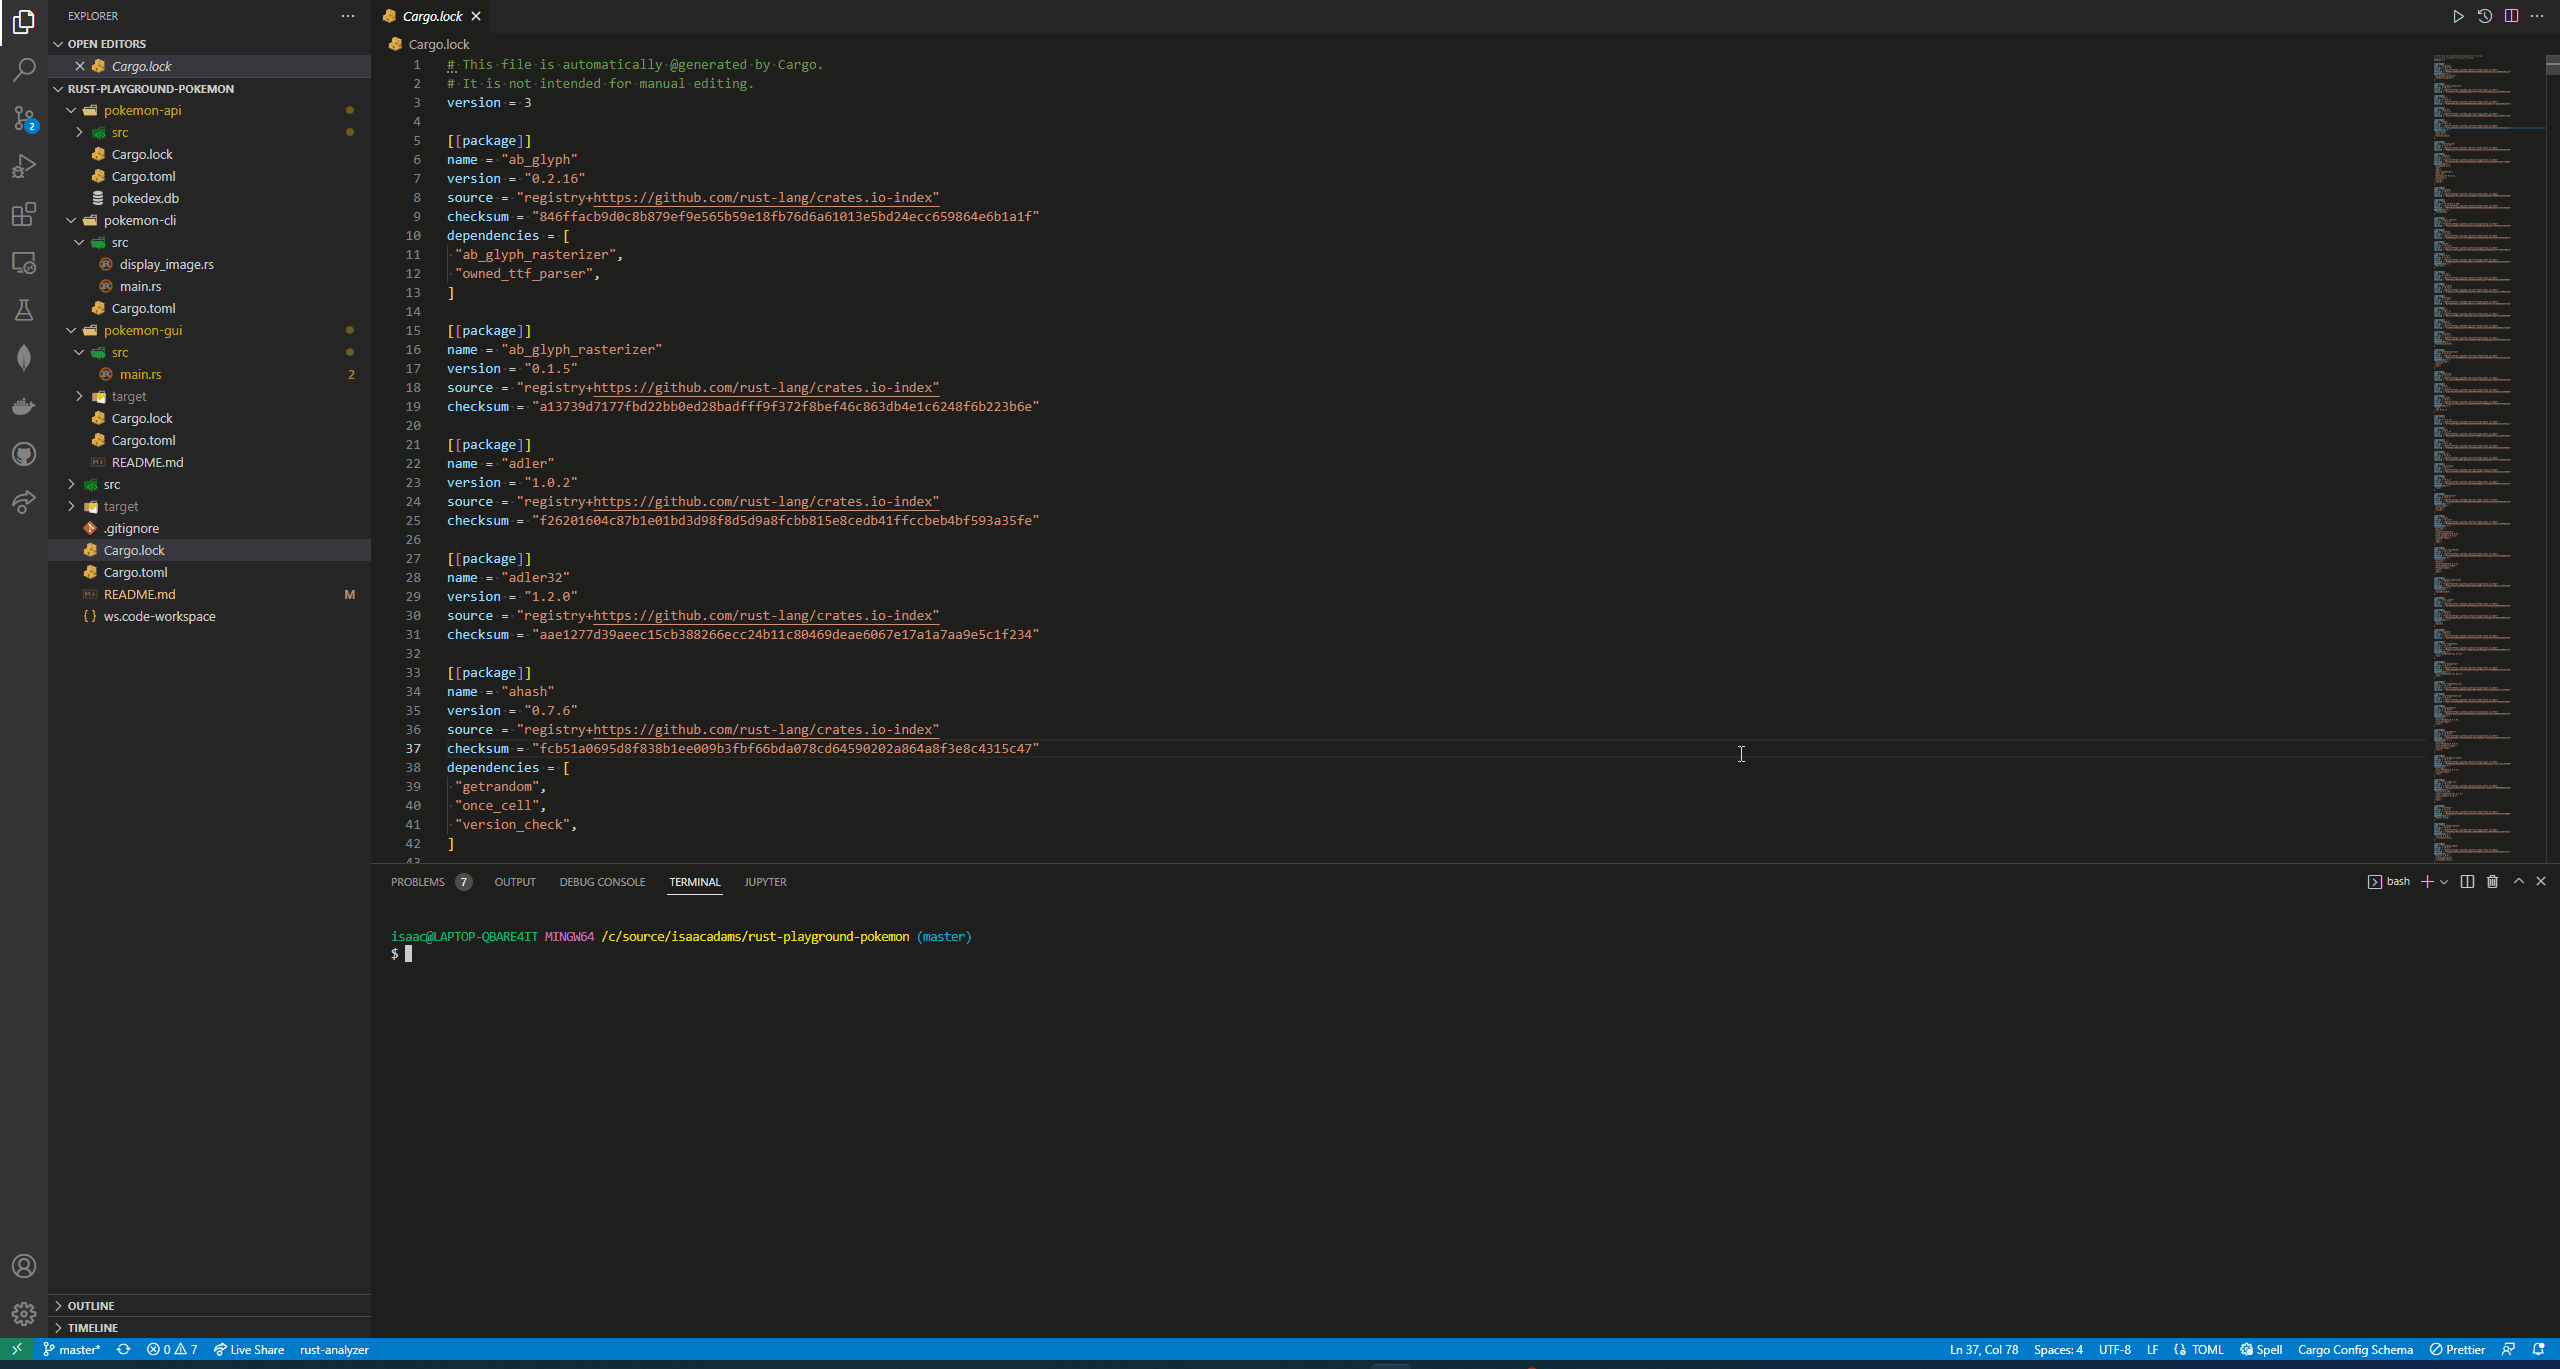 EXPLORER
OPEN EDITORS
Cargo.lock
RUST-PLAYGROUND-POKEMON
pokemon-api
src
Cargo.lock
Cargo.toml
pokedex.db
pokemon-cli
src
display_image.rs
main.rs
Cargo.toml
pokemon-gui
src
main.rs 2
target
Cargo.lock
Cargo.toml
README.md
src
target
.gitignore
Cargo.lock
Cargo.toml
README.md M
ws.code-workspace
OUTLINE
TIMELINE
2
Cargo.lock
Cargo.lock
1 # This file is automatically @generated by Cargo.
2 # It is not intended for manual editing.
3 version = 3
4
5 [[package]]
6 name = "ab_glyph"
7 version = "0.2.16"
8 source = "registry+https://github.com/rust-lang/crates.io-index"
9 checksum = "846ffacb9d0c8b879ef9e565b59e18fb76d6a61013e5bd24ecc659864e6b1a1f"
10 dependencies = [
11 "ab_glyph_rasterizer",
12 "owned_ttf_parser",
13 ]
14
15 [[package]]
16 name = "ab_glyph_rasterizer"
17 version = "0.1.5"
18 source = "registry+https://github.com/rust-lang/crates.io-index"
19 checksum = "a13739d7177fbd22bb0ed28badfff9f372f8bef46c863db4e1c6248f6b223b6e"
20
21 [[package]]
22 name = "adler"
23 version = "1.0.2"
24 source = "registry+https://github.com/rust-lang/crates.io-index"
25 checksum = "f26201604c87b1e01bd3d98f8d5d9a8fcbb815e8cedb41ffccbeb4bf593a35fe"
26
27 [[package]]
28 name = "adler32"
29 version = "1.2.0"
30 source = "registry+https://github.com/rust-lang/crates.io-index"
31 checksum = "aae1277d39aeec15cb388266ecc24b11c80469deae6067e17a1a7aa9e5c1f234"
32
33 [[package]]
34 name = "ahash"
35 version = "0.7.6"
36 source = "registry+https://github.com/rust-lang/crates.io-index"
37 checksum = "fcb51a0695d8f838b1ee009b3fbf66bda078cd64590202a864a8f3e8c4315c47"
38 dependencies = [
39 "getrandom",
40 "once_cell",
41 "version_check",
42 ]
43
PROBLEMS 7 OUTPUT DEBUG CONSOLE TERMINAL JUPYTER bash
isaac@LAPTOP-QBARE4IT MINGW64 /c/source/isaacadams/rust-playground-pokemon (master)
$
master* 0 7 Live Share rust-analyzer Ln 37, Col 78 Spaces: 4 UTF-8 LF TOML Spell Cargo Config Schema Prettier